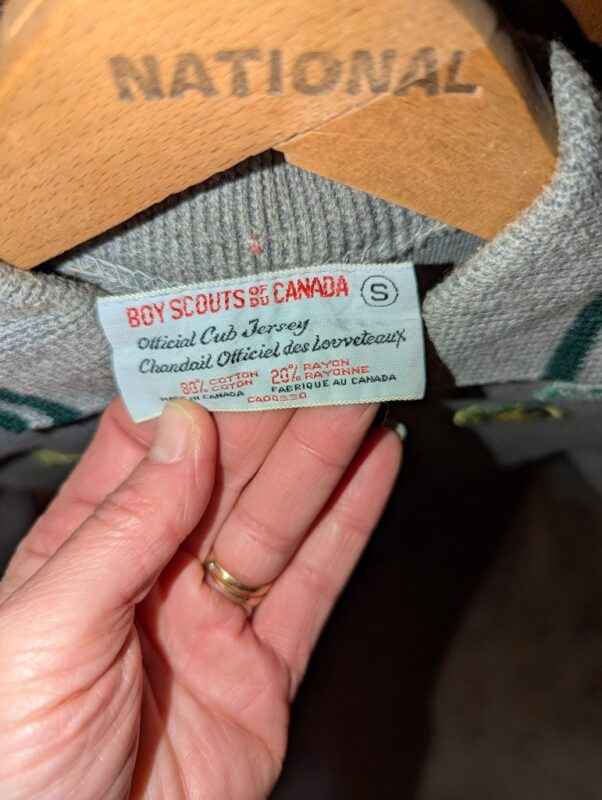 NATIONAL
BOY SCOUTS OF DU CANADA S
Official Cub Jersey
Chandail Officiel des Louveteaux
80% COTTON COTON 20% RAYON RAYONNE
CANADA FABRIQUE AU CANADA